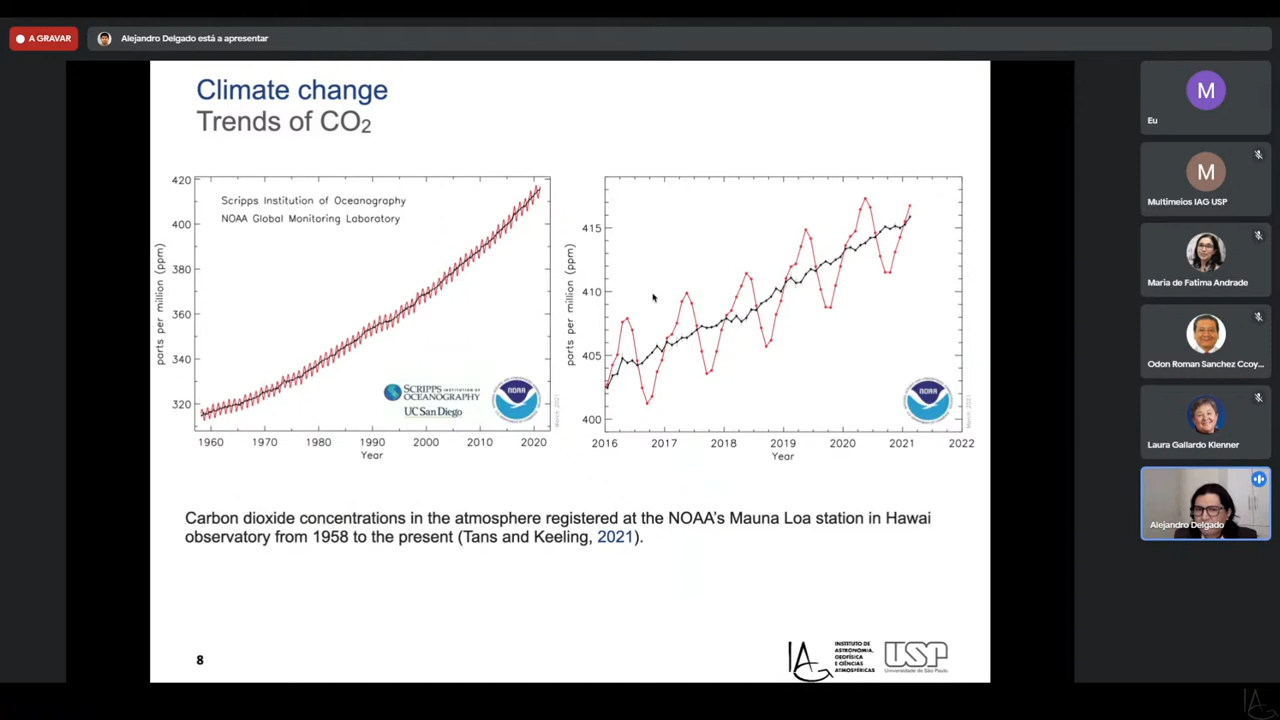 A GRAVAR
Alejandro Delgado está a apresentar
Climate change
Trends of CO2
420
400
380
360
340
320
parts per million (ppm)
Scripps Institution of Oceanography
NOAA Global Monitoring Laboratory
SCRIPPS INSTITUTION OF
OCEANOGRAPHY
UC San Diego
NOAA
March 2021
1960 1970 1980 1990 2000 2010 2020
Year
415
410
405
400
parts per million (ppm)
NOAA
March 2021
2016 2017 2018 2019 2020 2021 2022
Year
Carbon dioxide concentrations in the atmosphere registered at the NOAA's Mauna Loa station in Hawai
observatory from 1958 to the present (Tans and Keeling, 2021).
8
IAG
INSTITUTO DE
ASTRONOMIA,
GEOFÍSICA
E CIÊNCIAS
ATMOSFÉRICAS
USP
Universidade de São Paulo
M
Eu
M
Multimeios IAG USP
Maria de Fatima Andrade
Odon Roman Sanchez Ccoy...
Laura Gallardo Klenner
Alejandro Delgado
IAG